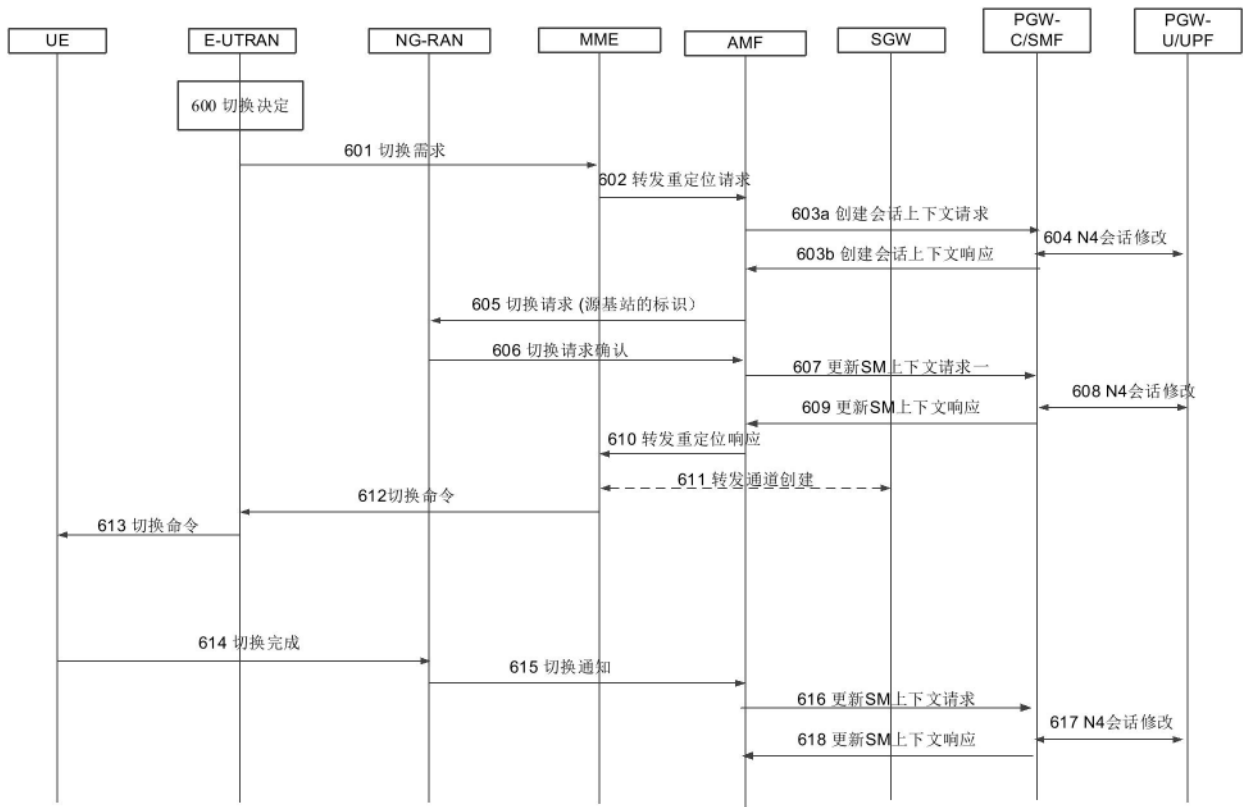 UE
E-UTRAN
NG-RAN
MME
AMF
SGW
PGW-
C/SMF
PGW-
U/UPF
600 切换决定
601 切换需求
602 转发重定位请求
603a 创建会话上下文请求
604 N4会话修改
603b 创建会话上下文响应
605 切换请求 (源基站的标识）
606 切换请求确认
607 更新SM上下文请求一
608 N4会话修改
609 更新SM上下文响应
610 转发重定位响应
611 转发通道创建
612切换命令
613 切换命令
614 切换完成
615 切换通知
616 更新SM上下文请求
617 N4会话修改
618 更新SM上下文响应